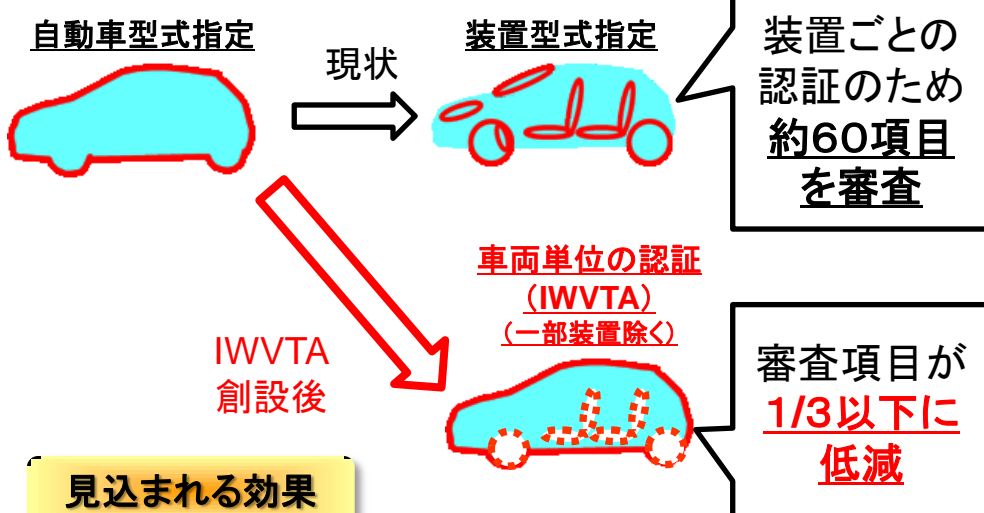 自動車型式指定
現状
装置型式指定
装置ごとの
認証のため
約60項目
を審査
IWVTA
創設後
車両単位の認証
（IWVTA）
（一部装置除く）
審査項目が
1/3以下に
低減
見込まれる効果